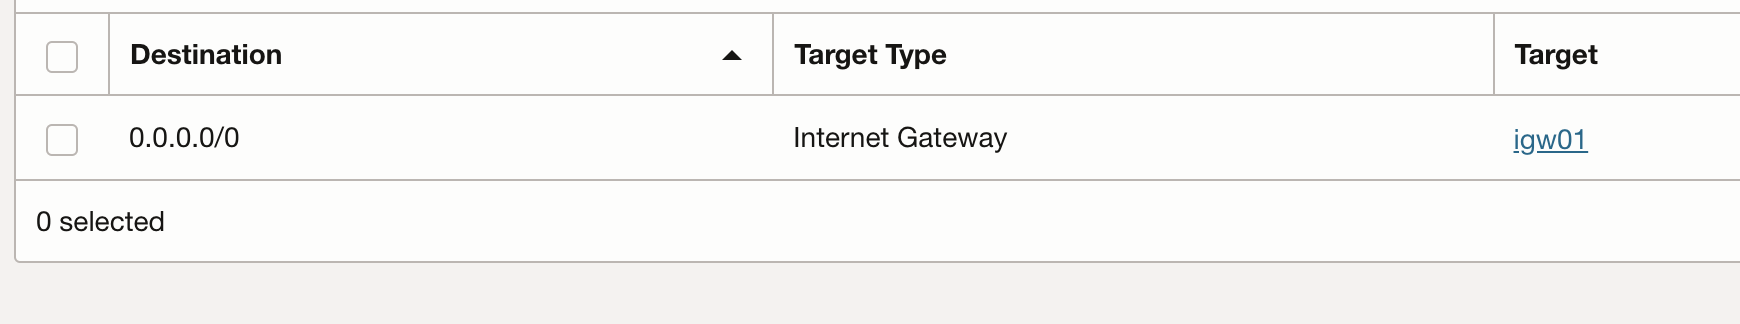 Destination Target Type Target
0.0.0.0/0 Internet Gateway igw01
0 selected